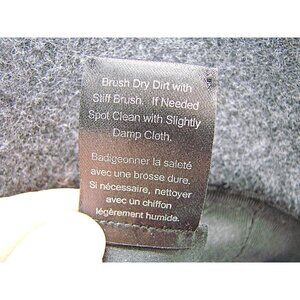 Brush Dry Dirt with
Stiff Brush. If Needed
Spot Clean with Slightly
Damp Cloth.
Badigeonner la saleté
avec une brosse dure.
Si nécessaire, nettoyer
avec un chiffon
légèrement humide.